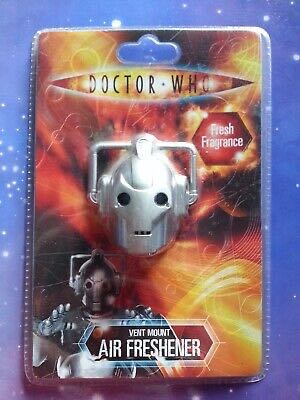 DOCTOR · WHO
Fresh
Fragrance
VENT MOUNT
AIR FRESHENER